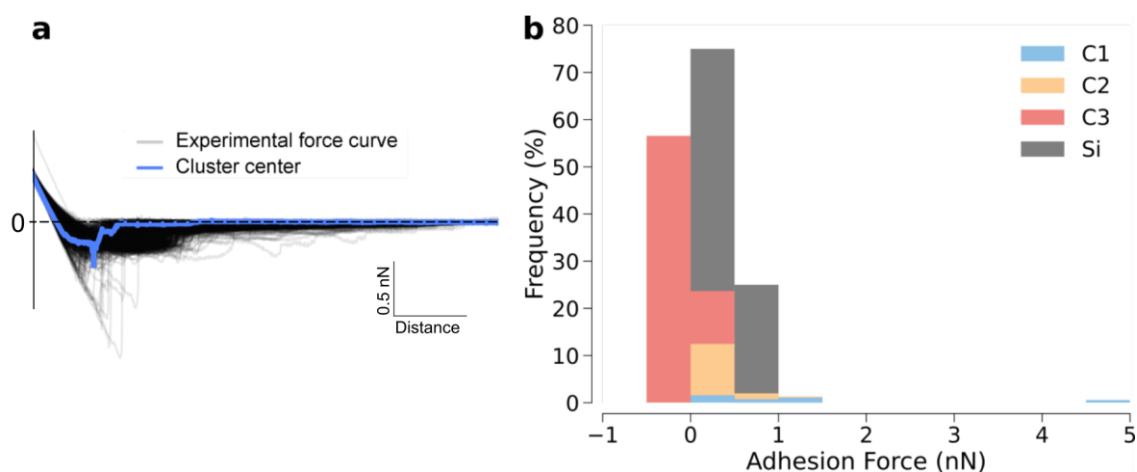 a
Experimental force curve
Cluster center
0
0.5 nN
Distance
b
80
70
60
50
40
30
20
10
0
Frequency (%)
C1
C2
C3
Si
−1
0
1
2
3
4
5
Adhesion Force (nN)